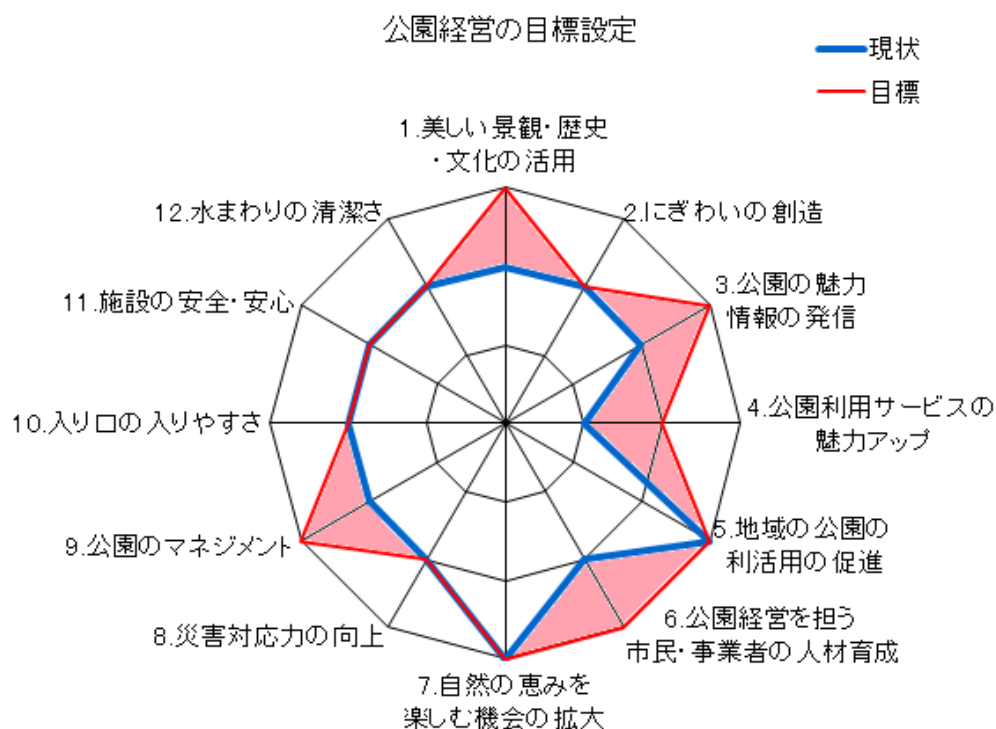 公園経営の目標設定
現状
目標
1.美しい景観・歴史
・文化の活用
2.にぎわいの創造
3.公園の魅力
情報の発信
4.公園利用サービスの
魅力アップ
5.地域の公園の
利活用の促進
6.公園経営を担う
市民・事業者の人材育成
7.自然の恵みを
楽しむ機会の拡大
8.災害対応力の向上
9.公園のマネジメント
10.入り口の入りやすさ
11.施設の安全・安心
12.水まわりの清潔さ